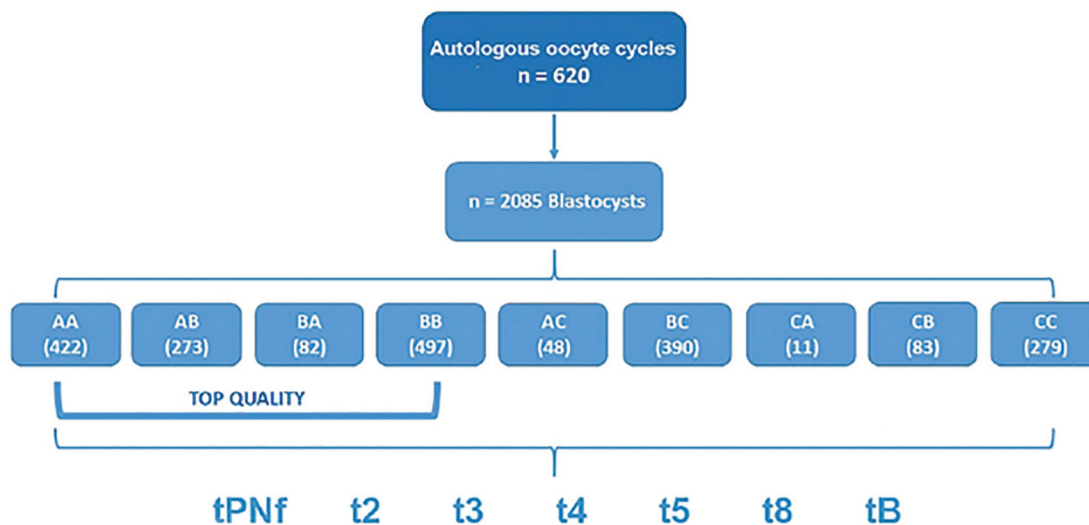 Autologous oocyte cycles
n = 620
n = 2085 Blastocysts
AA AB BA BB AC BC CA CB CC
(422) (273) (82) (497) (48) (390) (11) (83) (279)
TOP QUALITY
tPNf t2 t3 t4 t5 t8 tB